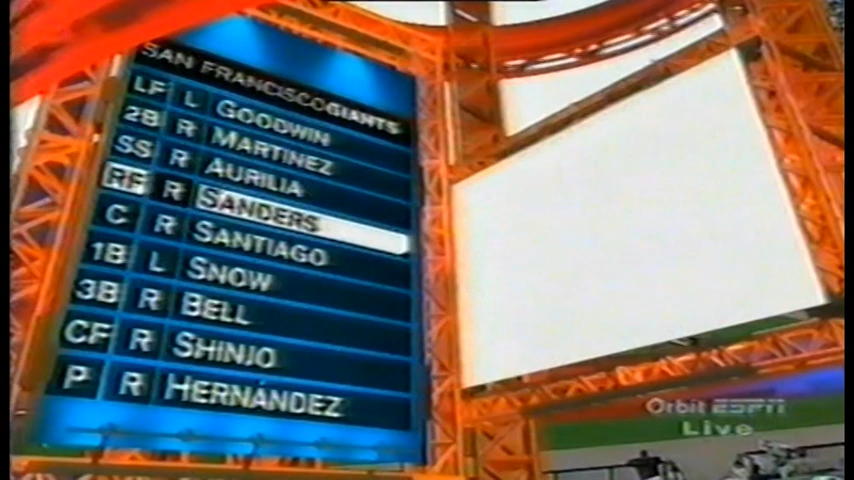 SAN FRANCISCO GIANTS
LF L GOODWIN
2B R MARTINEZ
SS R AURILIA
RF R SANDERS
C R SANTIAGO
1B L SNOW
3B R BELL
CF R SHINJO
P R HERNÁNDEZ
Orbit ESPN
Live